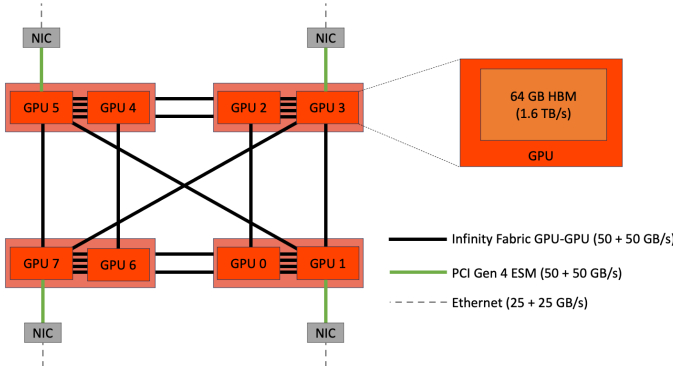 NIC
NIC
GPU 5
GPU 4
GPU 2
GPU 3
64 GB HBM
(1.6 TB/s)
GPU
GPU 7
GPU 6
GPU 0
GPU 1
Infinity Fabric GPU-GPU (50 + 50 GB/s)
PCI Gen 4 ESM (50 + 50 GB/s)
Ethernet (25 + 25 GB/s)
NIC
NIC